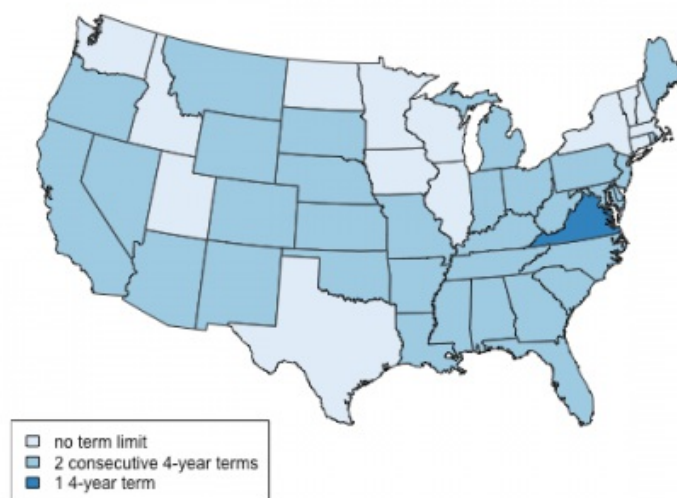 no term limit
2 consecutive 4-year terms
1 4-year term